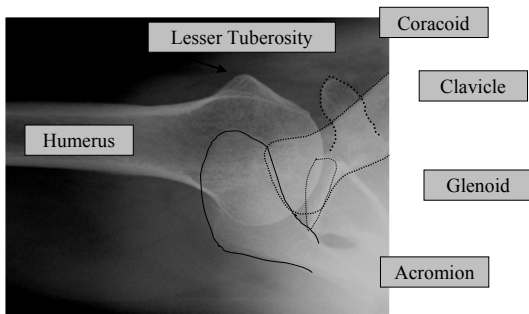 Coracoid
Lesser Tuberosity
Clavicle
Humerus
Glenoid
Acromion